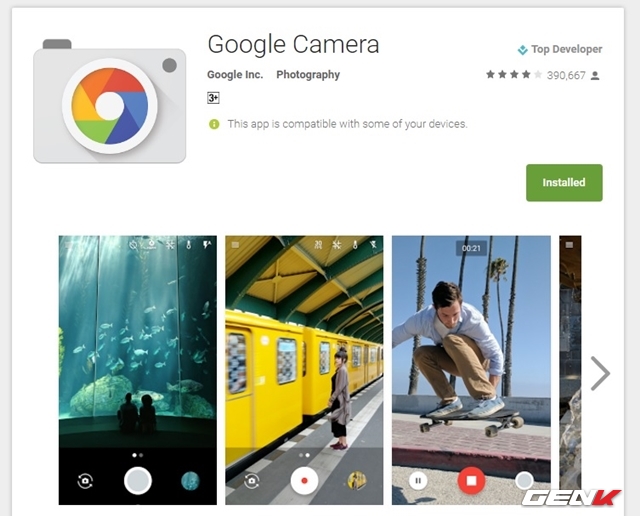 Google Camera
Top Developer
Google Inc. Photography
390,667
3+
This app is compatible with some of your devices.
Installed
00:21
GENK